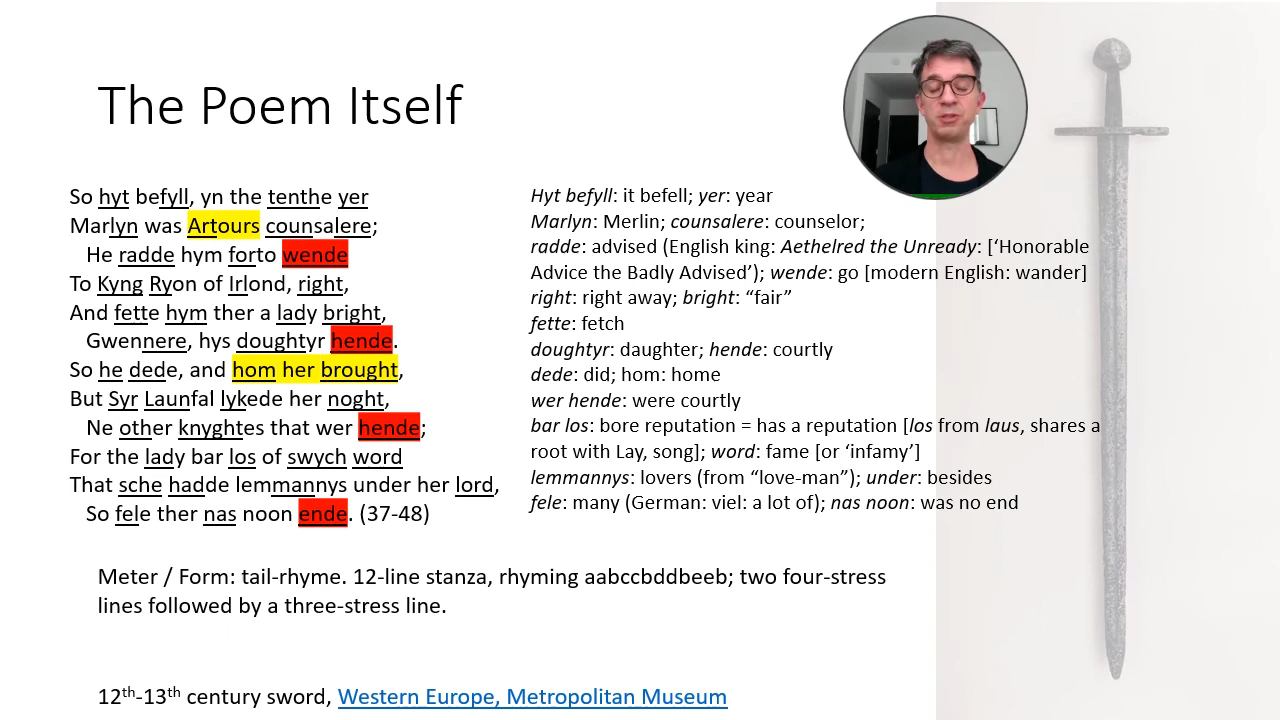 The Poem Itself
So hyt befyll, yn the tenthe yer
Marlyn was Artours counsalere;
He radde hym forto wende
To Kyng Ryon of Irlond, right,
And fette hym ther a lady bright,
Gwennere, hys doughtyr hende.
So he dede, and hom her brought,
But Syr Launfal lykede her noght,
Ne other knyghtes that wer hende;
For the lady bar los of swych word
That sche hadde lemmannys under her lord,
So fele ther nas noon ende. (37-48)
Hyt befyll: it befell; yer: year
Marlyn: Merlin; counsalere: counselor;
radde: advised (English king: Aethelred the Unready: [‘Honorable
Advice the Badly Advised’); wende: go [modern English: wander]
right: right away; bright: “fair”
fette: fetch
doughtyr: daughter; hende: courtly
dede: did; hom: home
wer hende: were courtly
bar los: bore reputation = has a reputation [los from laus, shares a
root with Lay, song]; word: fame [or ‘infamy’]
lemmannys: lovers (from “love-man”); under: besides
fele: many (German: viel: a lot of); nas noon: was no end
Meter / Form: tail-rhyme. 12-line stanza, rhyming aabccbddbeeb; two four-stress
lines followed by a three-stress line.
12th-13th century sword, Western Europe, Metropolitan Museum